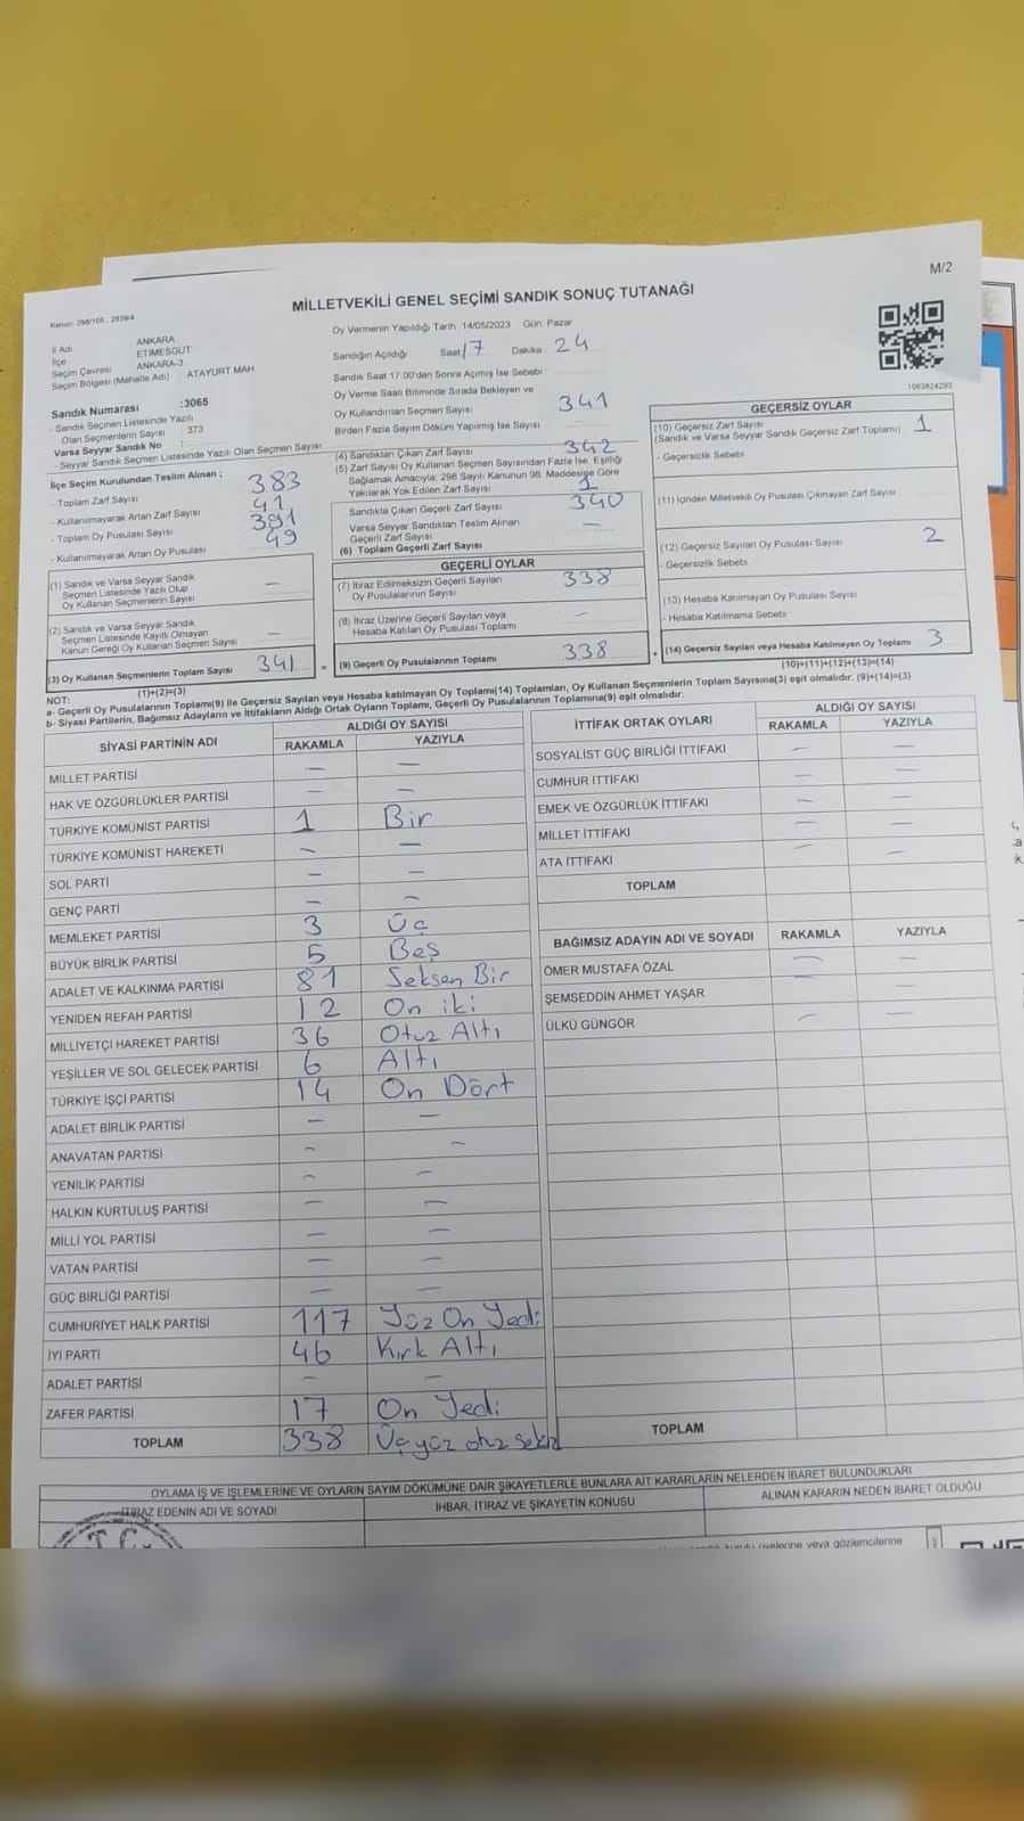 M/2
MİLLETVEKİLİ GENEL SEÇİMİ SANDIK SONUÇ TUTANAĞI
Oy Vermenin Yapıldığı Tarih 14/05/2023 Gün: Pazar
İl Adı ANKARA
İlçe ETİMESGUT
Seçim Çevresi ANKARA-3
Seçim Bölgesi (Mahalle Adı) ATAYURT MAH
Sandık Numarası :3065
- Sandık Seçmen Listesinde Yazılı
Olan Seçmenlerin Sayısı 373
Varsa Seyyar Sandık No
- Seyyar Sandık Seçmen Listesinde Yazılı Olan Seçmen Sayısı
İlçe Seçim Kurulundan Teslim Alınan ;
- Toplam Zarf Sayısı 383
- Kullanılmayarak Artan Zarf Sayısı 41
- Toplam Oy Pusulası Sayısı 391
- Kullanılmayarak Artan Oy Pusulası 49
(1) Sandık ve Varsa Seyyar Sandık
Seçmen Listesinde Yazılı Olup
Oy Kullanan Seçmenlerin Sayısı —
(2) Sandık ve Varsa Seyyar Sandık
Seçmen Listesinde Kayıtlı Olmayan
Kanun Gereği Oy Kullanan Seçmen Sayısı —
(3) Oy Kullanan Seçmenlerin Toplam Sayısı 341
(1)+(2)=(3)
Sandığın Açıldığı Saat 17 Dakika : 24
Sandık Saat 17:00'den Sonra Açılmış İse Sebebi :
Oy Verme Saati Bitiminde Sırada Bekleyen ve
Oy Kullandırılan Seçmen Sayısı 341
Birden Fazla Sayım Döküm Yapılmış İse Sayısı :
(4) Sandıktan Çıkan Zarf Sayısı 342
(5) Zarf Sayısı Oy Kullanan Seçmen Sayısından Fazla İse, Eşitliği
Sağlamak Amacıyla; 298 Sayılı Kanunun 98. Maddesine Göre
Yakılarak Yok Edilen Zarf Sayısı 1
Sandıkta Çıkan Geçerli Zarf Sayısı 340
Varsa Seyyar Sandıktan Teslim Alınan
Geçerli Zarf Sayısı —
(6) Toplam Geçerli Zarf Sayısı
GEÇERLİ OYLAR
(7) İtiraz Edilmeksizin Geçerli Sayılan
Oy Pusulalarının Sayısı 338
(8) İtiraz Üzerine Geçerli Sayılan veya
Hesaba Katılan Oy Pusulası Toplamı —
(9) Geçerli Oy Pusulalarının Toplamı 338
GEÇERSİZ OYLAR
(10) Geçersiz Zarf Sayısı
(Sandık ve Varsa Seyyar Sandık Geçersiz Zarf Toplamı) 1
- Geçersizlik Sebebi
(11) İçinden Milletvekili Oy Pusulası Çıkmayan Zarf Sayısı
(12) Geçersiz Sayılan Oy Pusulası Sayısı 2
- Geçersizlik Sebebi
(13) Hesaba Katılmayan Oy Pusulası Sayısı
- Hesaba Katılmama Sebebi
(14) Geçersiz Sayılan veya Hesaba Katılmayan Oy Toplamı 3
(10)+(11)+(12)+(13)=(14)
NOT:
a- Geçerli Oy Pusulalarının Toplamı(9) ile Geçersiz Sayılan veya Hesaba katılmayan Oy Toplamı(14) Toplamları, Oy Kullanan Seçmenlerin Toplam Sayısına(3) eşit olmalıdır. (9)+(14)=(3)
b- Siyasi Partilerin, Bağımsız Adayların ve İttifakların Aldığı Ortak Oyların Toplamı, Geçerli Oy Pusulalarının Toplamına(9) eşit olmalıdır.
SİYASİ PARTİNİN ADI ALDIĞI OY SAYISI
RAKAMLA YAZIYLA
MİLLET PARTİSİ — —
HAK VE ÖZGÜRLÜKLER PARTİSİ — —
TÜRKİYE KOMÜNİST PARTİSİ 1 Bir
TÜRKİYE KOMÜNİST HAREKETİ — —
SOL PARTİ — —
GENÇ PARTİ — —
MEMLEKET PARTİSİ 3 Üç
BÜYÜK BİRLİK PARTİSİ 5 Beş
ADALET VE KALKINMA PARTİSİ 81 Seksen Bir
YENİDEN REFAH PARTİSİ 12 On iki
MİLLİYETÇİ HAREKET PARTİSİ 36 Otuz Altı
YEŞİLLER VE SOL GELECEK PARTİSİ 6 Altı
TÜRKİYE İŞÇİ PARTİSİ 14 On Dört
ADALET BİRLİK PARTİSİ — —
ANAVATAN PARTİSİ — —
YENİLİK PARTİSİ — —
HALKIN KURTULUŞ PARTİSİ — —
MİLLİ YOL PARTİSİ — —
VATAN PARTİSİ — —
GÜÇ BİRLİĞİ PARTİSİ — —
CUMHURİYET HALK PARTİSİ 117 Yüz On Yedi
İYİ PARTİ 46 Kırk Altı
ADALET PARTİSİ — —
ZAFER PARTİSİ 17 On Yedi
TOPLAM 338 Üçyüz otuz sekiz
İTTİFAK ORTAK OYLARI ALDIĞI OY SAYISI
RAKAMLA YAZIYLA
SOSYALİST GÜÇ BİRLİĞİ İTTİFAKI — —
CUMHUR İTTİFAKI — —
EMEK VE ÖZGÜRLÜK İTTİFAKI — —
MİLLET İTTİFAKI — —
ATA İTTİFAKI — —
TOPLAM
BAĞIMSIZ ADAYIN ADI VE SOYADI RAKAMLA YAZIYLA
ÖMER MUSTAFA ÖZAL — —
ŞEMSEDDİN AHMET YAŞAR — —
ÜLKÜ GÜNGÖR — —
TOPLAM
OYLAMA İŞ VE İŞLEMLERİNE VE OYLARIN SAYIM DÖKÜMÜNE DAİR ŞİKAYETLERLE BUNLARA AİT KARARLARIN NELERDEN İBARET BULUNDUKLARI
İTİRAZ EDENİN ADI VE SOYADI İHBAR, İTİRAZ VE ŞİKAYETİN KONUSU ALINAN KARARIN NEDEN İBARET OLDUĞU
T.C.
veya gözlemcilerine